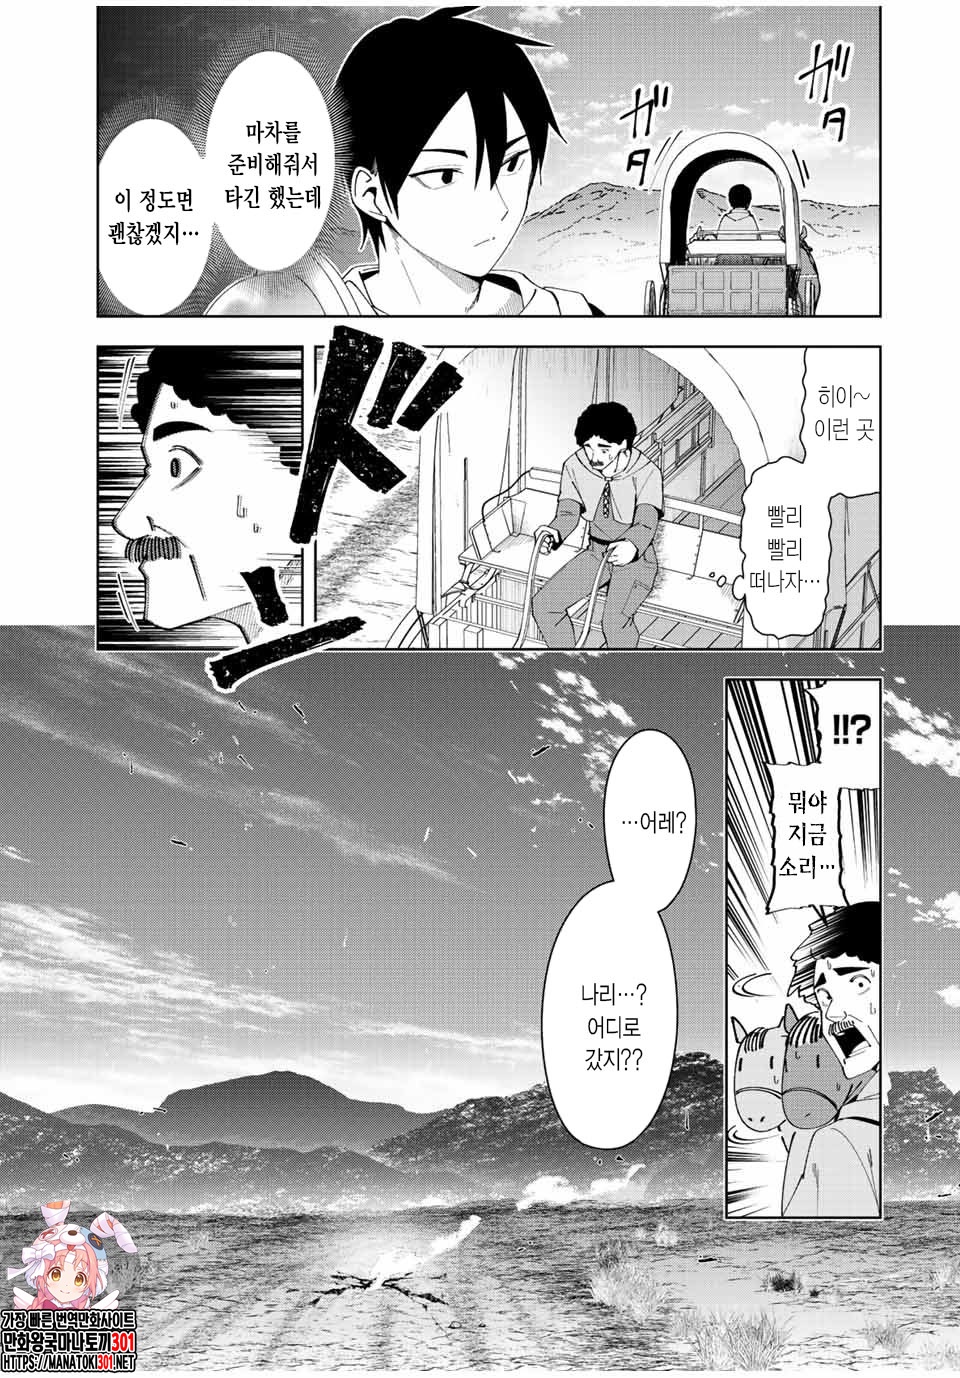 ガタ
ガタ
마차를
준비해줘서
타긴 했는데
이 정도면
괜찮겠지…
히이~
이런 곳
빨리
빨리
떠나자…
ドンッ
!!?
뭐야
지금
소리…
…어레?
나리…?
어디로
갔지??
가장 빠른 번역만화사이트
만화왕국마나토끼301
HTTPS://MANATOKI301.NET